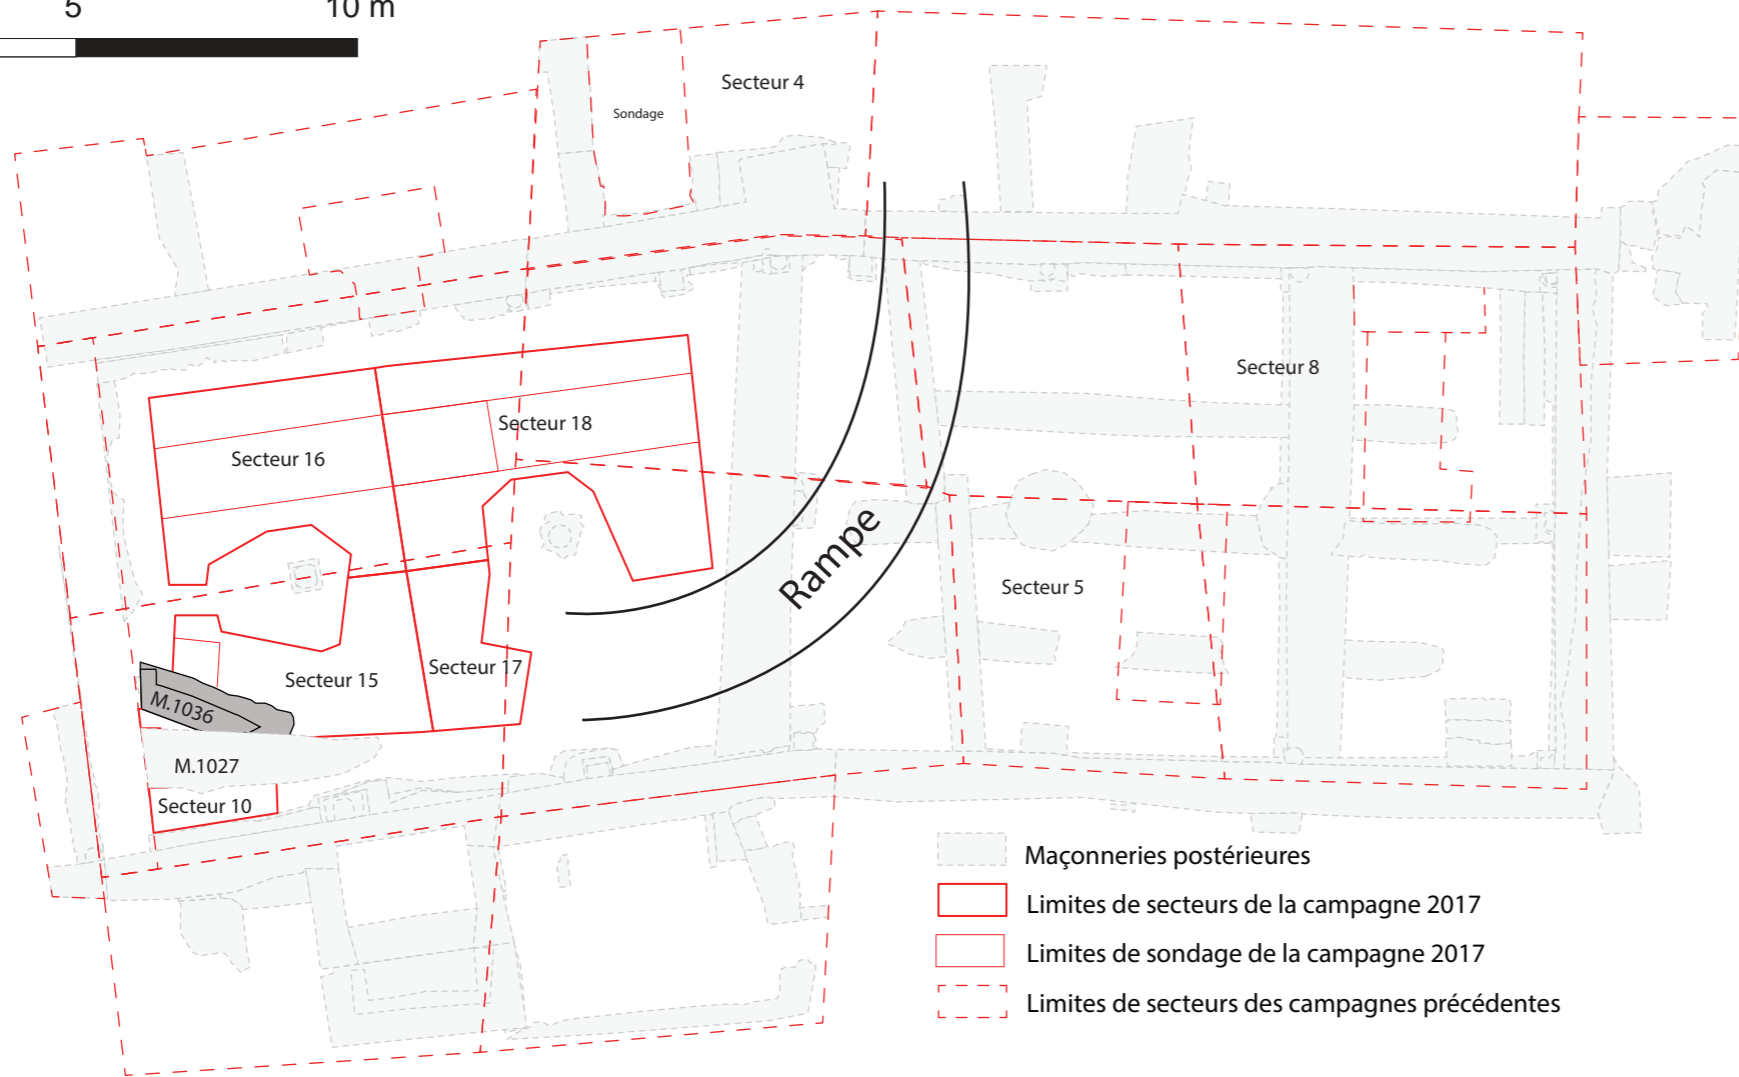 5 10 m
Secteur 4
Sondage
Secteur 8
Secteur 18
Secteur 16
Rampe
Secteur 5
Secteur 17
Secteur 15
M.1036
M.1027
Secteur 10
Maçonneries postérieures
Limites de secteurs de la campagne 2017
Limites de sondage de la campagne 2017
Limites de secteurs des campagnes précédentes